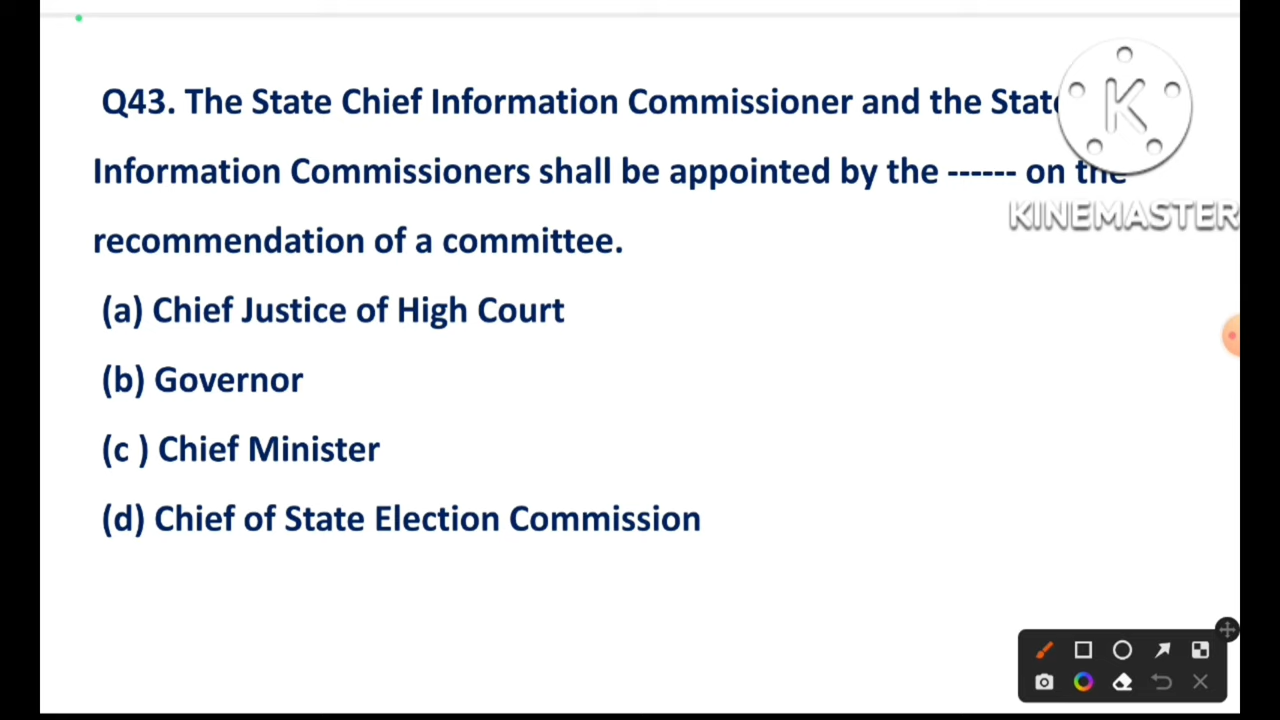 Q43. The State Chief Information Commissioner and the State
K
Information Commissioners shall be appointed by the ------ on the
KINEMASTER
recommendation of a committee.
(a) Chief Justice of High Court
(b) Governor
(c ) Chief Minister
(d) Chief of State Election Commission